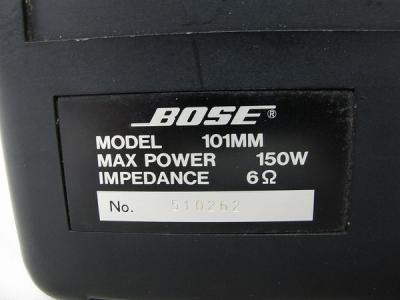 BOSE®
MODEL 101MM
MAX POWER 150W
IMPEDANCE 6Ω
No. 510262